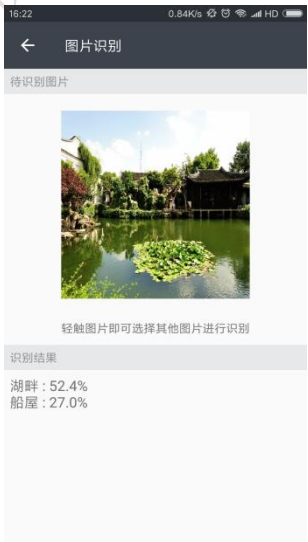 16:22 0.84K/s HD
图片识别
待识别图片
轻触图片即可选择其他图片进行识别
识别结果
湖畔 : 52.4%
船屋 : 27.0%